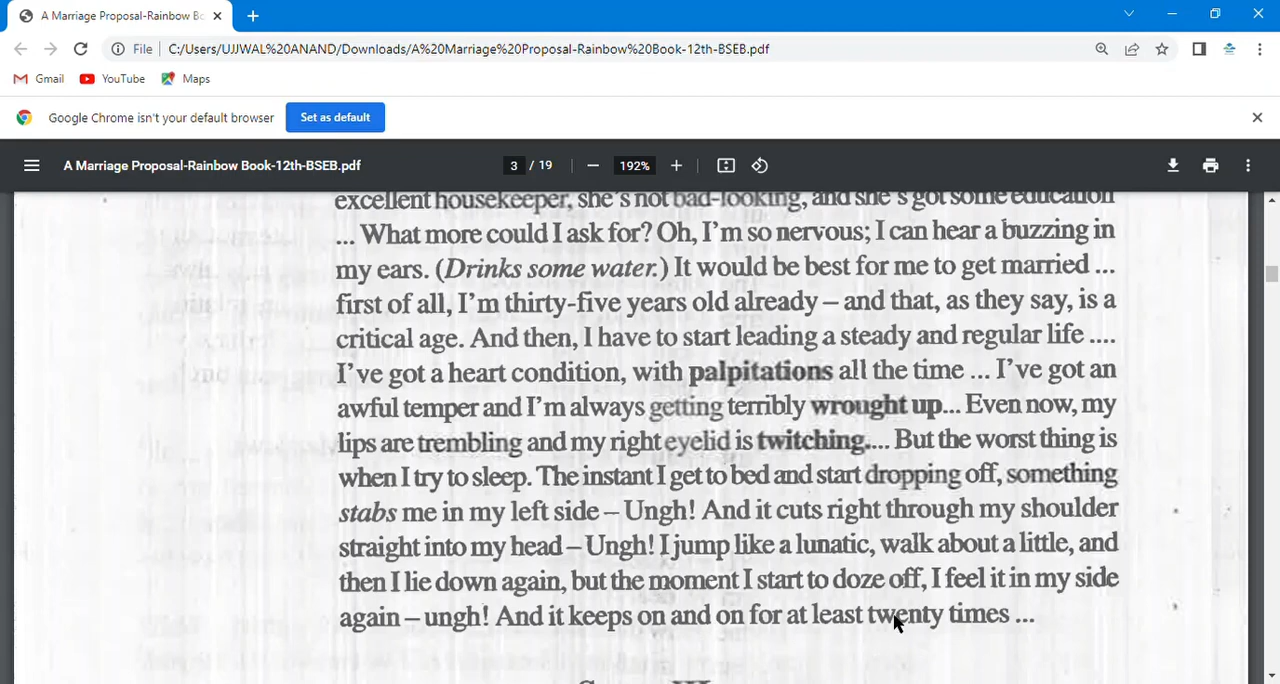 A Marriage Proposal-Rainbow Bo
File C:/Users/UJJWAL%20ANAND/Downloads/A%20Marriage%20Proposal-Rainbow%20Book-12th-BSEB.pdf
Gmail YouTube Maps
Google Chrome isn't your default browser Set as default
A Marriage Proposal-Rainbow Book-12th-BSEB.pdf 3 / 19 192%
excellent housekeeper, she's not bad-looking, and she's got some education
... What more could I ask for? Oh, I'm so nervous; I can hear a buzzing in
my ears. (Drinks some water.) It would be best for me to get married ...
first of all, I'm thirty-five years old already – and that, as they say, is a
critical age. And then, I have to start leading a steady and regular life ....
I've got a heart condition, with palpitations all the time ... I've got an
awful temper and I'm always getting terribly wrought up... Even now, my
lips are trembling and my right eyelid is twitching.... But the worst thing is
when I try to sleep. The instant I get to bed and start dropping off, something
stabs me in my left side – Ungh! And it cuts right through my shoulder
straight into my head – Ungh! I jump like a lunatic, walk about a little, and
then I lie down again, but the moment I start to doze off, I feel it in my side
again – ungh! And it keeps on and on for at least twenty times ...